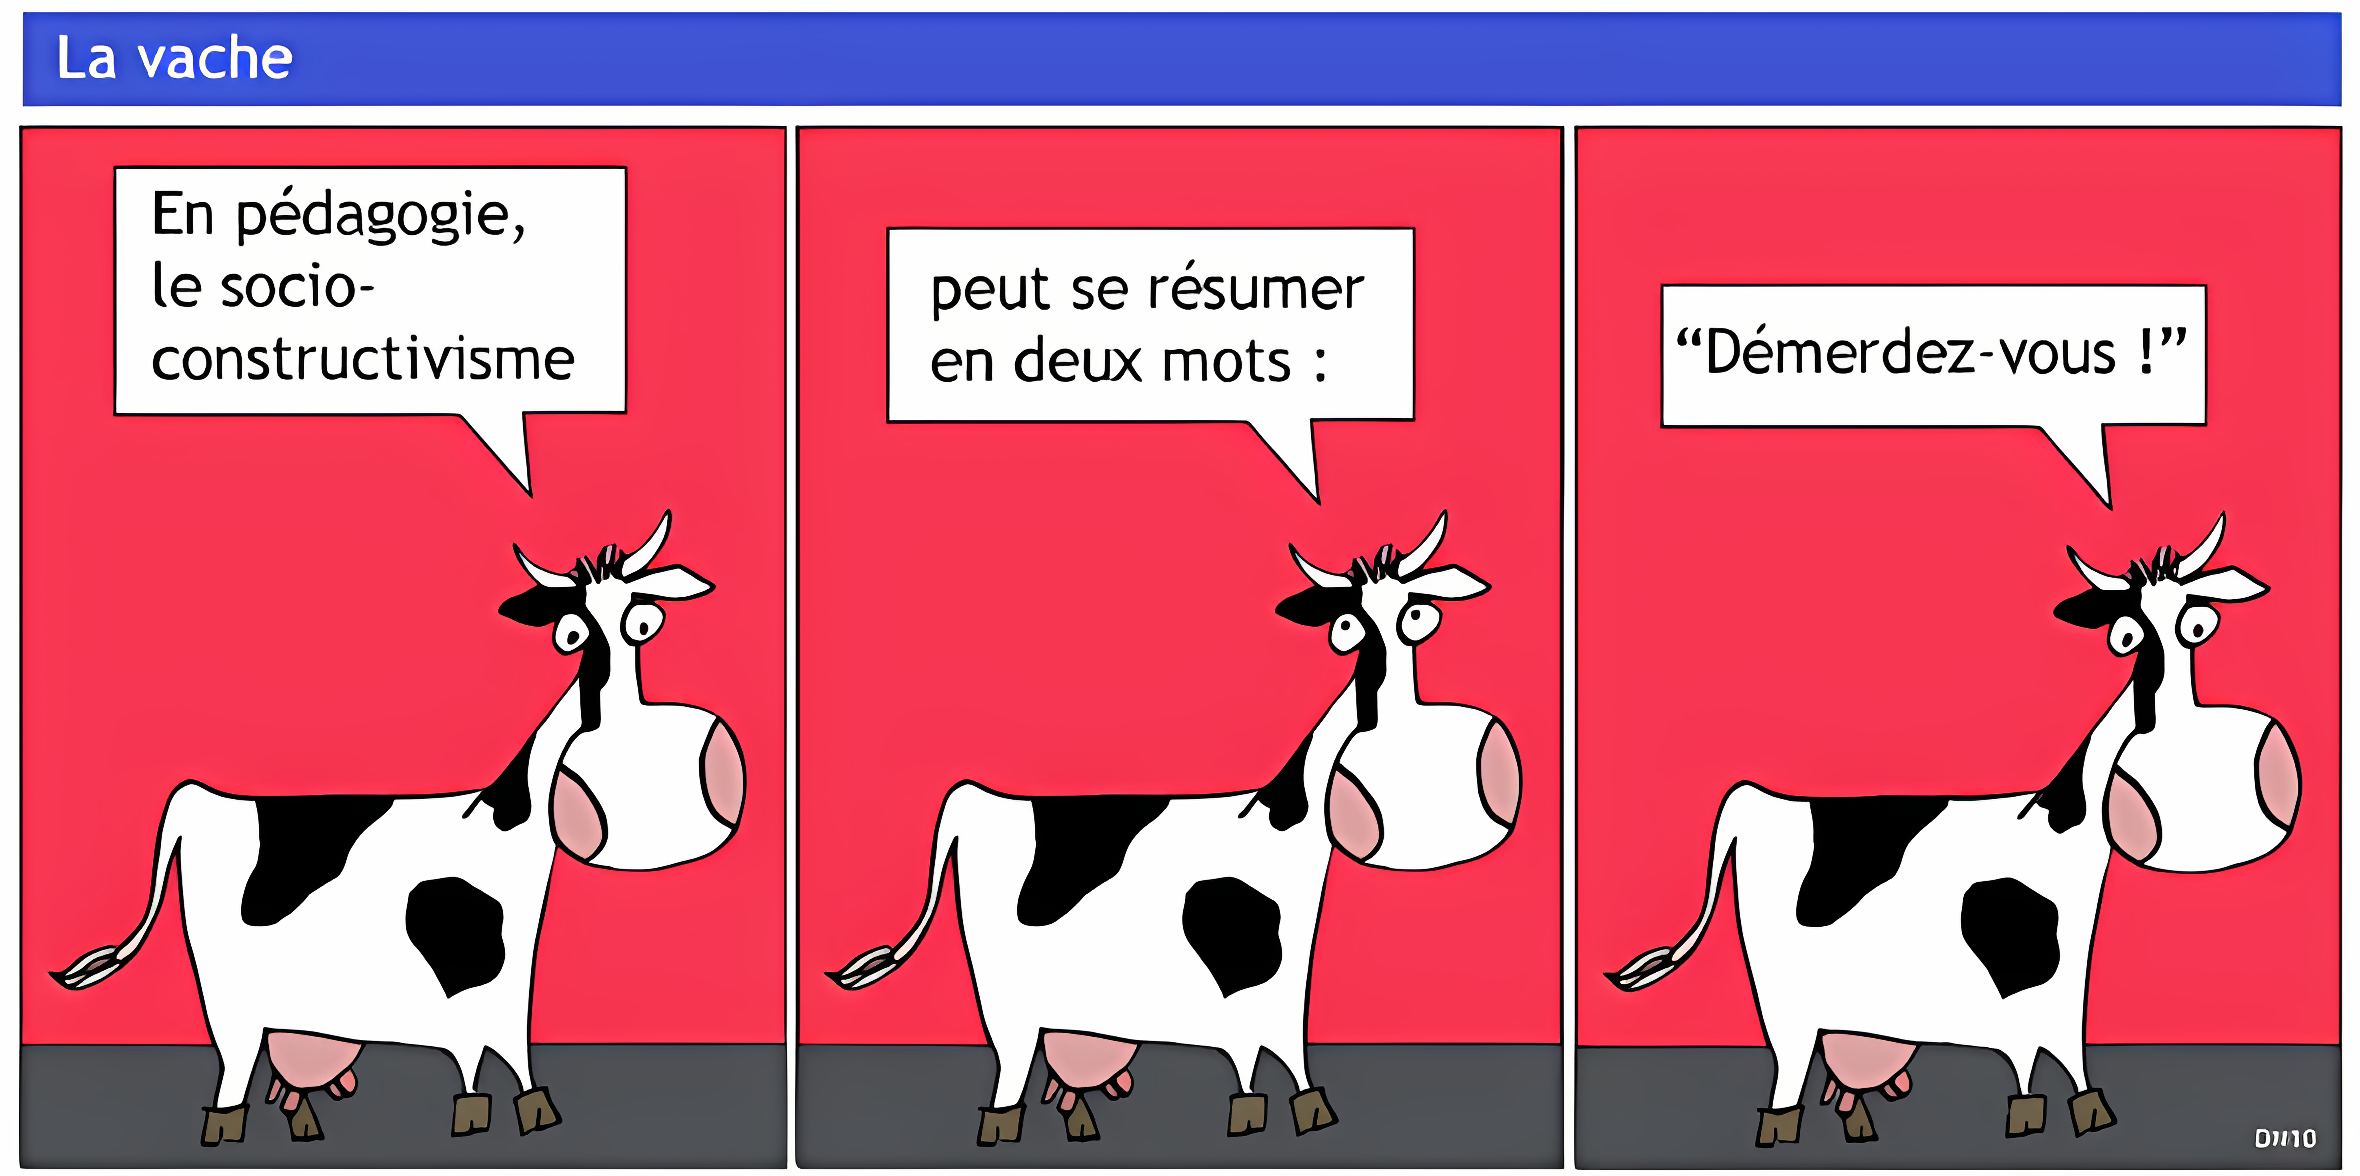 La vache
En pédagogie,
le socio-
constructivisme
peut se résumer
en deux mots :
“Démerdez-vous !”